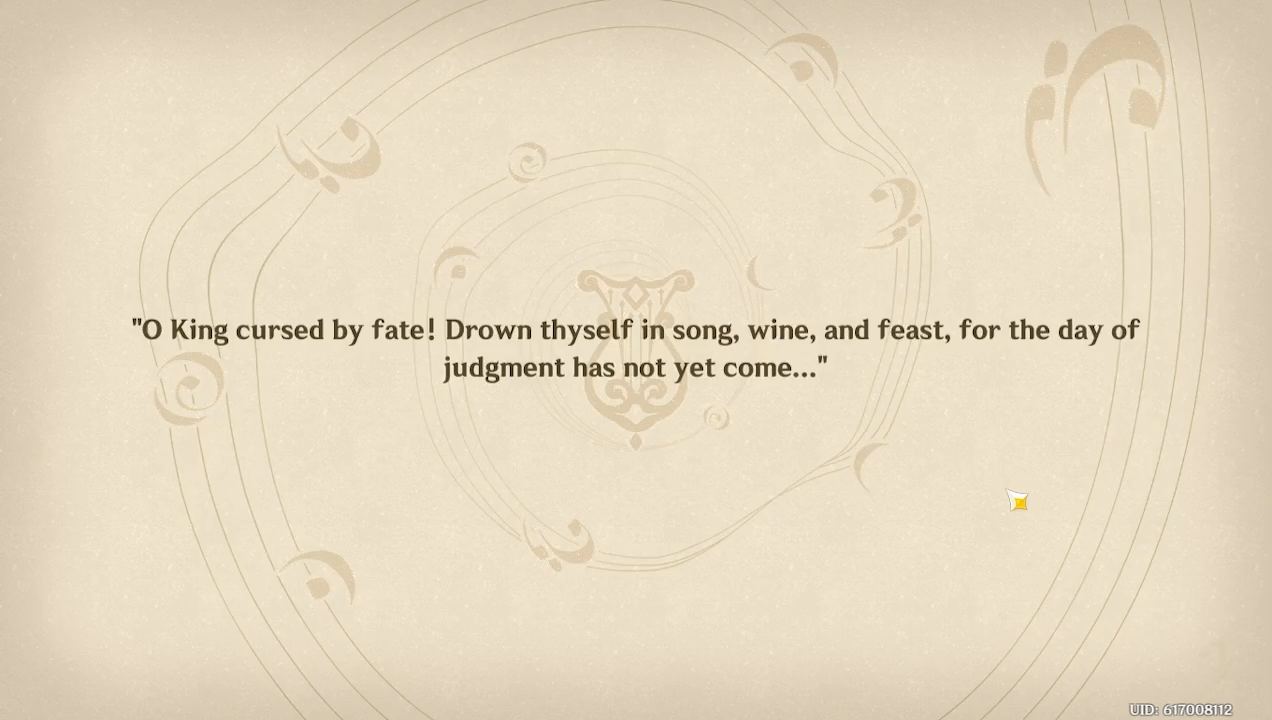 "O King cursed by fate! Drown thyself in song, wine, and feast, for the day of
judgment has not yet come..."
UID: 617008112